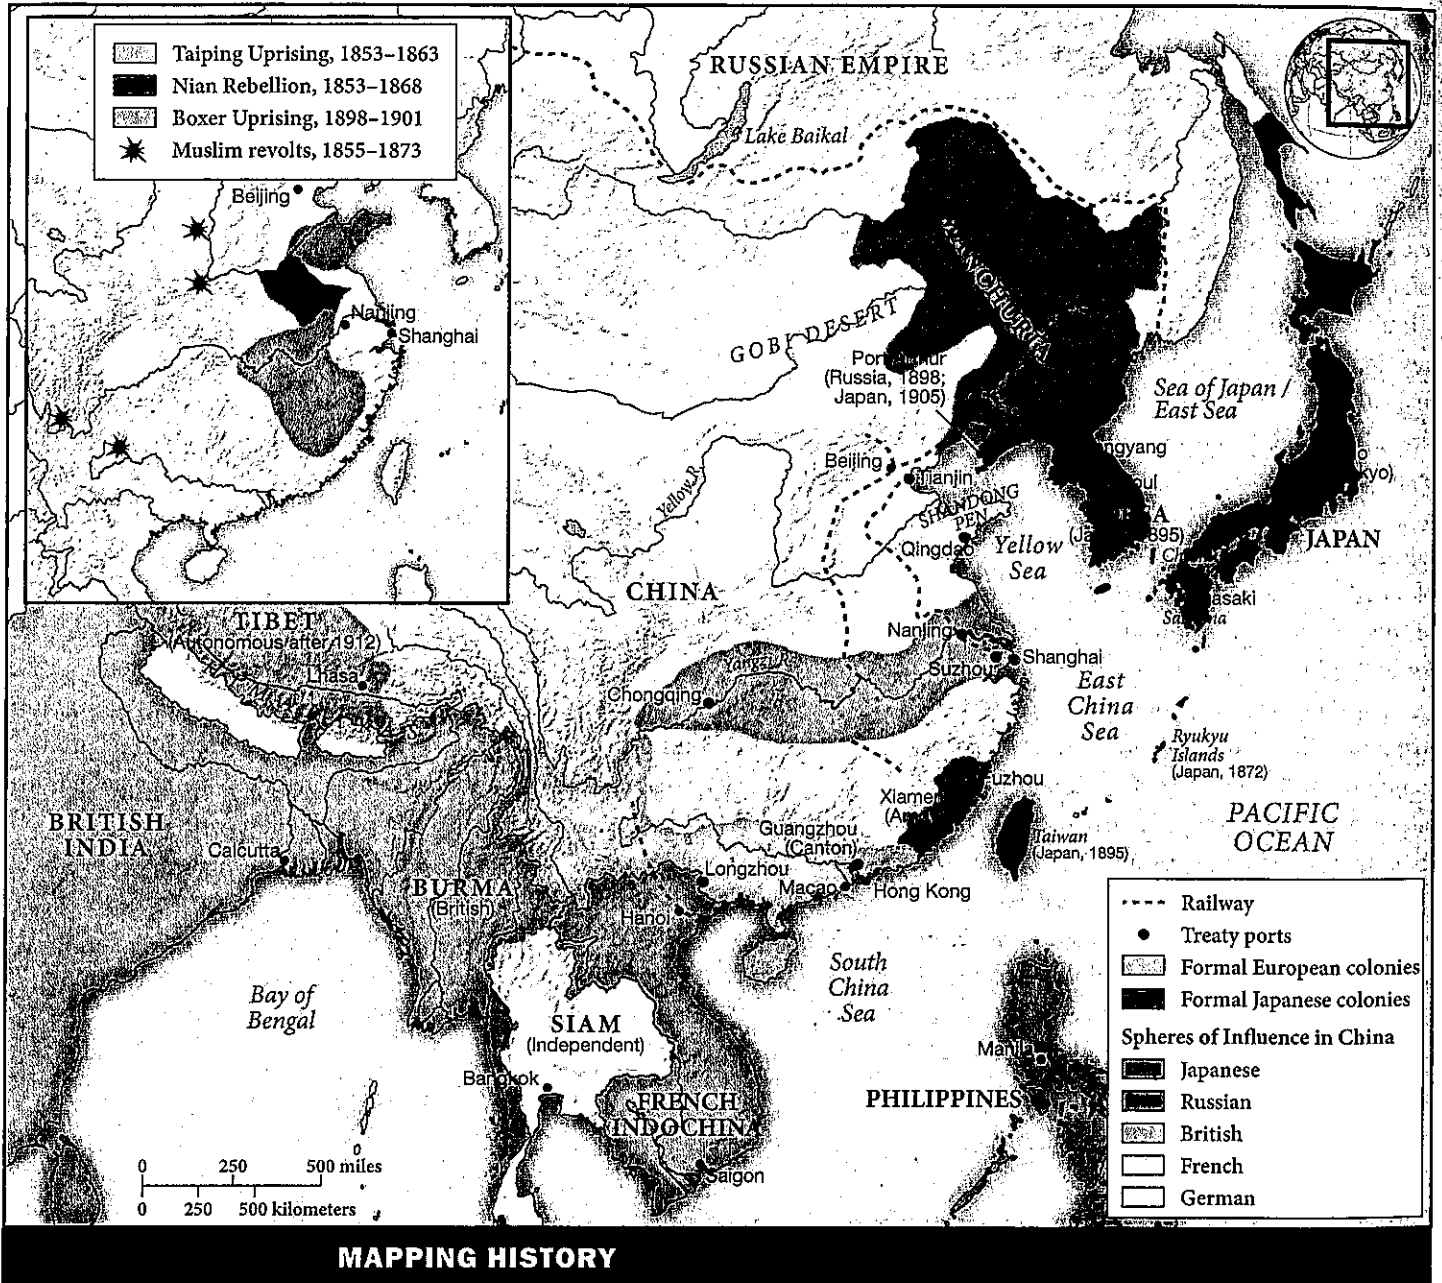 Taiping Uprising, 1853–1863
Nian Rebellion, 1853–1868
Boxer Uprising, 1898–1901
Muslim revolts, 1855–1873
Beijing
Nanjing
Shanghai
RUSSIAN EMPIRE
Lake Baikal
MANCHURIA
GOBI DESERT
Port
(Russia, 1898;
Japan, 1905)
Sea of Japan /
East Sea
ngyang
Beijing
Tianjin
Yellow R.
SHANDONG
PEN.
Qingdao
Yellow
Sea
JAPAN
CHINA
TIBET
(Autonomous after 1912)
Lhasa
Nanjing
Suzhou
Shanghai
Yangzi R.
Chongqing
East
China
Sea
Ryukyu
Islands
(Japan, 1872)
uzhou
Xiamen
BRITISH
INDIA
Calcutta
Guangzhou
(Canton)
Taiwan
(Japan, 1895)
PACIFIC
OCEAN
BURMA
(British)
Longzhou
Macao
Hong Kong
Hanoi
Bay of
Bengal
South
China
Sea
SIAM
(Independent)
Manila
Bangkok
PHILIPPINES
FRENCH
INDOCHINA
Saigon
0 250 500 miles
0 250 500 kilometers
Railway
Treaty ports
Formal European colonies
Formal Japanese colonies
Spheres of Influence in China
Japanese
Russian
British
French
German
MAPPING HISTORY